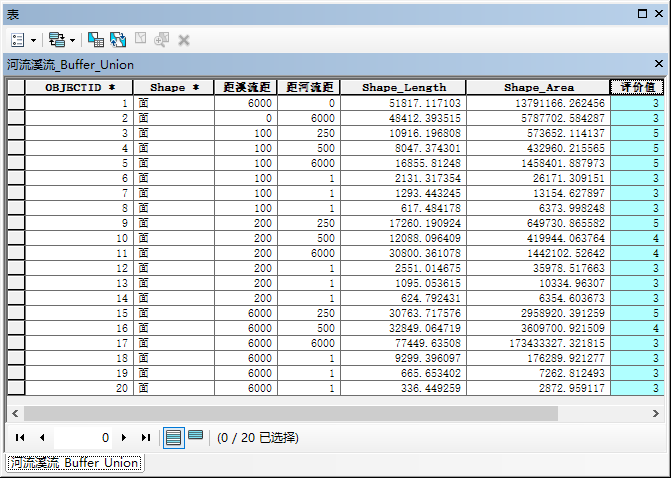 表
河流溪流_Buffer_Union
OBJECTID * Shape * 距溪流距 距河流距 Shape_Length Shape_Area 评价值
1 面 6000 0 51817.117103 13791166.262456 3
2 面 0 6000 48412.393515 5787702.584287 3
3 面 100 250 10916.196808 573652.114137 5
4 面 100 500 8047.374301 432960.215565 5
5 面 100 6000 16855.81248 1458401.887973 5
6 面 100 1 2131.317354 26171.309151 3
7 面 100 1 1293.443245 13154.627897 3
8 面 100 1 617.484178 6373.998248 3
9 面 200 250 17260.190924 649730.865582 5
10 面 200 500 12088.096409 419944.063764 4
11 面 200 6000 30800.361078 1442102.52642 4
12 面 200 1 2551.014675 35978.517663 3
13 面 200 1 1095.053615 10334.96307 3
14 面 200 1 624.792431 6354.603673 3
15 面 6000 250 30763.717576 2958920.391259 5
16 面 6000 500 32849.064719 3609700.921509 4
17 面 6000 6000 77449.63508 173433327.321815 3
18 面 6000 1 9299.396097 176289.921277 3
19 面 6000 1 665.653402 7262.812493 3
20 面 6000 1 336.449259 2872.959117 3
0 (0 / 20 已选择)
河流溪流_Buffer_Union